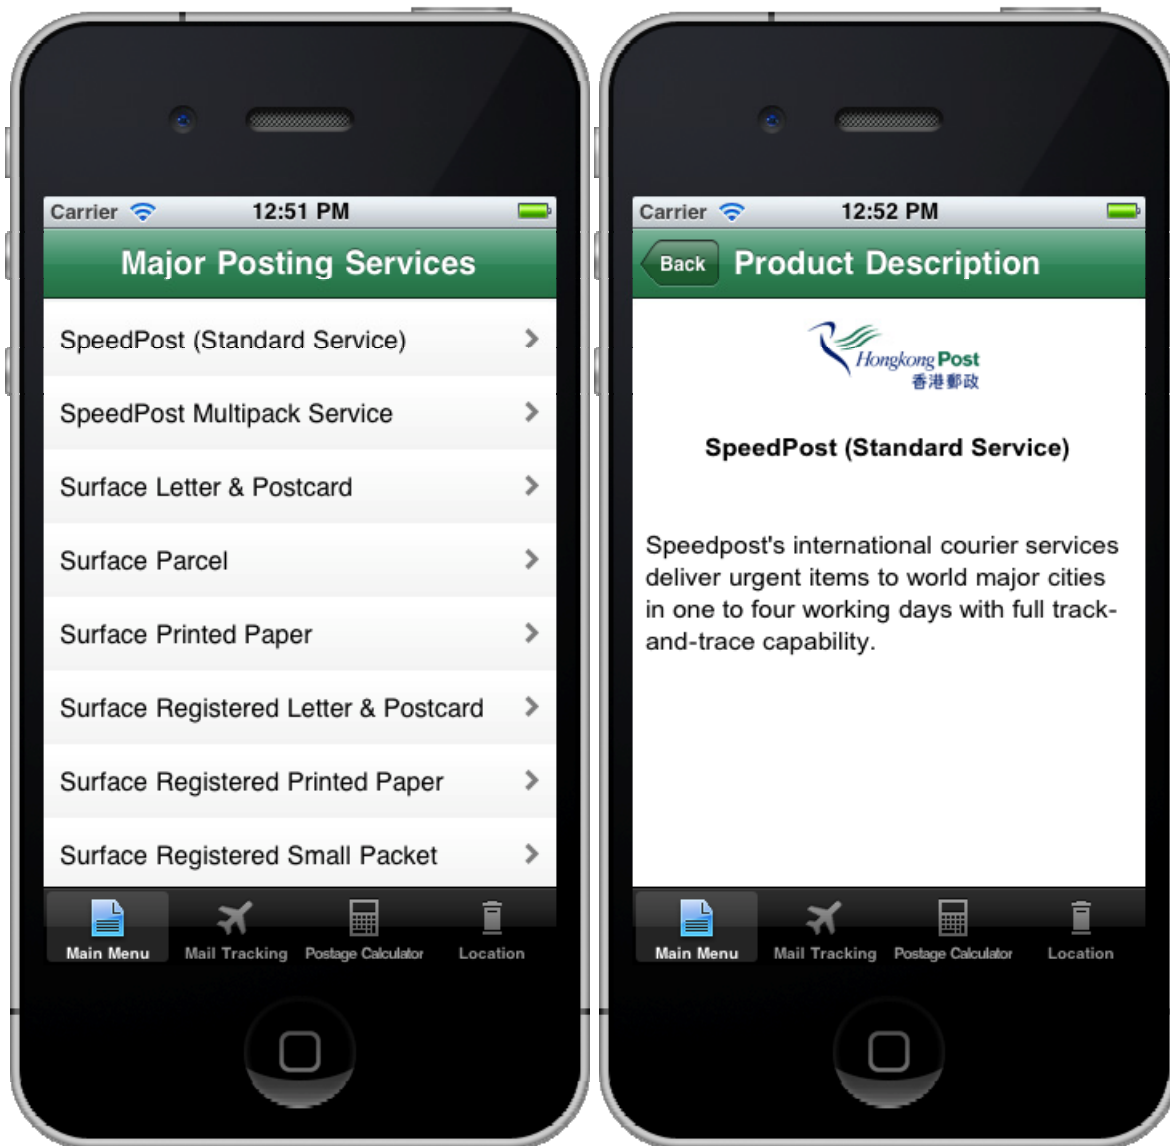 Carrier 12:51 PM
Major Posting Services
SpeedPost (Standard Service)
SpeedPost Multipack Service
Surface Letter & Postcard
Surface Parcel
Surface Printed Paper
Surface Registered Letter & Postcard
Surface Registered Printed Paper
Surface Registered Small Packet
Main Menu Mail Tracking Postage Calculator Location
Carrier 12:52 PM
Back Product Description
Hongkong Post
香港郵政
SpeedPost (Standard Service)
Speedpost's international courier services
deliver urgent items to world major cities
in one to four working days with full track-
and-trace capability.
Main Menu Mail Tracking Postage Calculator Location